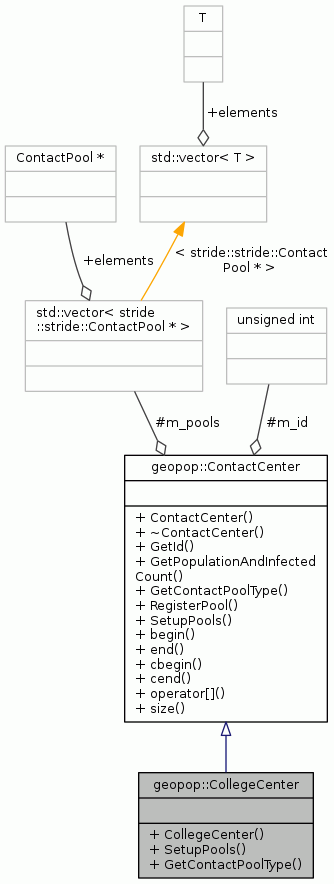 T
+elements
ContactPool *
std::vector< T >
+elements
< stride::stride::Contact
Pool * >
std::vector< stride
::stride::ContactPool * >
unsigned int
#m_pools
#m_id
geopop::ContactCenter
+ ContactCenter()
+ ~ContactCenter()
+ GetId()
+ GetPopulationAndInfected
Count()
+ GetContactPoolType()
+ RegisterPool()
+ SetupPools()
+ begin()
+ end()
+ cbegin()
+ cend()
+ operator[]()
+ size()
geopop::CollegeCenter
+ CollegeCenter()
+ SetupPools()
+ GetContactPoolType()